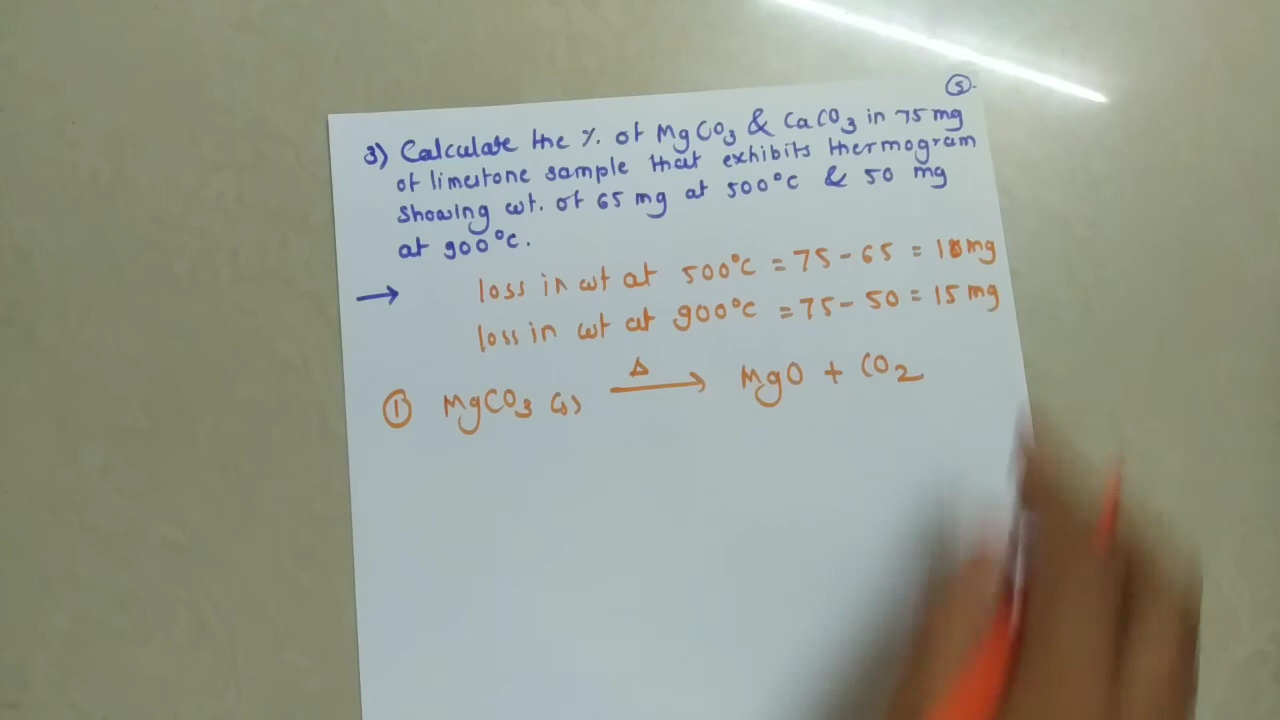 5
3) Calculate the %. of MgCO3 & CaCO3 in 75 mg
of limestone sample that exhibits thermogram
showing wt. of 65 mg at 500°C & 50 mg
at 900°C.
→ loss in wt at 500°C = 75 - 65 = 10 mg
loss in wt at 900°C = 75 - 50 = 15 mg
① MgCO3 (s) Δ→ MgO + CO2